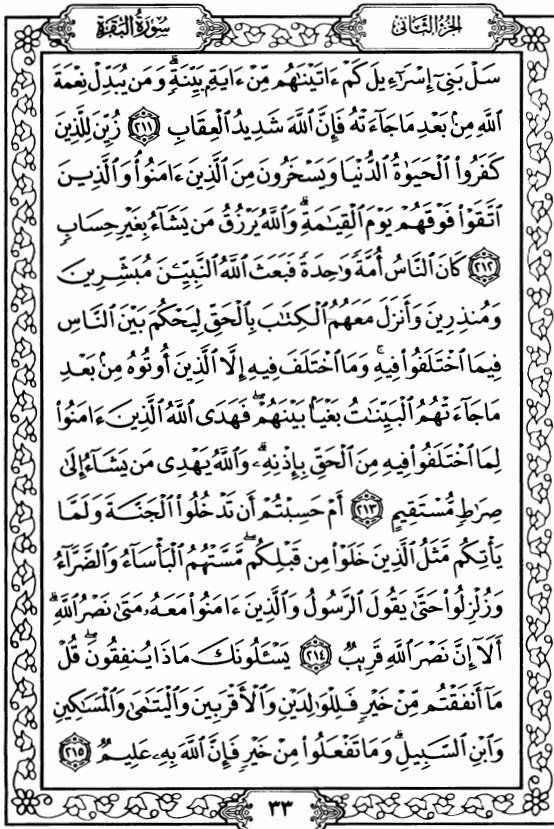 الجزء الثاني
سورة البقرة
سَلْ بَنِيٓ إِسْرَٰٓءِيلَ كَمْ ءَاتَيْنَٰهُم مِّنْ ءَايَةِۭ بَيِّنَةٍۗ وَمَن يُبَدِّلْ نِعْمَةَ
ٱللَّهِ مِنۢ بَعْدِ مَا جَآءَتْهُ فَإِنَّ ٱللَّهَ شَدِيدُ ٱلْعِقَابِ ٢١١ زُيِّنَ لِلَّذِينَ
كَفَرُوا۟ ٱلْحَيَوٰةُ ٱلدُّنْيَا وَيَسْخَرُونَ مِنَ ٱلَّذِينَ ءَامَنُوا۟ۘ وَٱلَّذِينَ
ٱتَّقَوْا۟ فَوْقَهُمْ يَوْمَ ٱلْقِيَٰمَةِۗ وَٱللَّهُ يَرْزُقُ مَن يَشَآءُ بِغَيْرِ حِسَابٍ
٢١٢ كَانَ ٱلنَّاسُ أُمَّةً وَٰحِدَةً فَبَعَثَ ٱللَّهُ ٱلنَّبِيِّـۧنَ مُبَشِّرِينَ
وَمُنذِرِينَ وَأَنزَلَ مَعَهُمُ ٱلْكِتَٰبَ بِٱلْحَقِّ لِيَحْكُمَ بَيْنَ ٱلنَّاسِ
فِيمَا ٱخْتَلَفُوا۟ فِيهِۚ وَمَا ٱخْتَلَفَ فِيهِ إِلَّا ٱلَّذِينَ أُوتُوهُ مِنۢ بَعْدِ
مَا جَآءَتْهُمُ ٱلْبَيِّنَٰتُ بَغْيًۢا بَيْنَهُمْۖ فَهَدَى ٱللَّهُ ٱلَّذِينَ ءَامَنُوا۟
لِمَا ٱخْتَلَفُوا۟ فِيهِ مِنَ ٱلْحَقِّ بِإِذْنِهِۦۗ وَٱللَّهُ يَهْدِى مَن يَشَآءُ إِلَىٰ
صِرَٰطٍ مُّسْتَقِيمٍ ٢١٣ أَمْ حَسِبْتُمْ أَن تَدْخُلُوا۟ ٱلْجَنَّةَ وَلَمَّا
يَأْتِكُم مَّثَلُ ٱلَّذِينَ خَلَوْا۟ مِن قَبْلِكُمۖ مَّسَّتْهُمُ ٱلْبَأْسَآءُ وَٱلضَّرَّآءُ
وَزُلْزِلُوا۟ حَتَّىٰ يَقُولَ ٱلرَّسُولُ وَٱلَّذِينَ ءَامَنُوا۟ مَعَهُۥ مَتَىٰ نَصْرُ ٱللَّهِۗ
أَلَآ إِنَّ نَصْرَ ٱللَّهِ قَرِيبٌ ٢١٤ يَسْـَٔلُونَكَ مَاذَا يُنفِقُونَۖ قُلْ
مَآ أَنفَقْتُم مِّنْ خَيْرٍ فَلِلْوَٰلِدَيْنِ وَٱلْأَقْرَبِينَ وَٱلْيَتَٰمَىٰ وَٱلْمَسَٰكِينِ
وَٱبْنِ ٱلسَّبِيلِۗ وَمَا تَفْعَلُوا۟ مِنْ خَيْرٍ فَإِنَّ ٱللَّهَ بِهِۦ عَلِيمٌ ٢١٥
٣٣